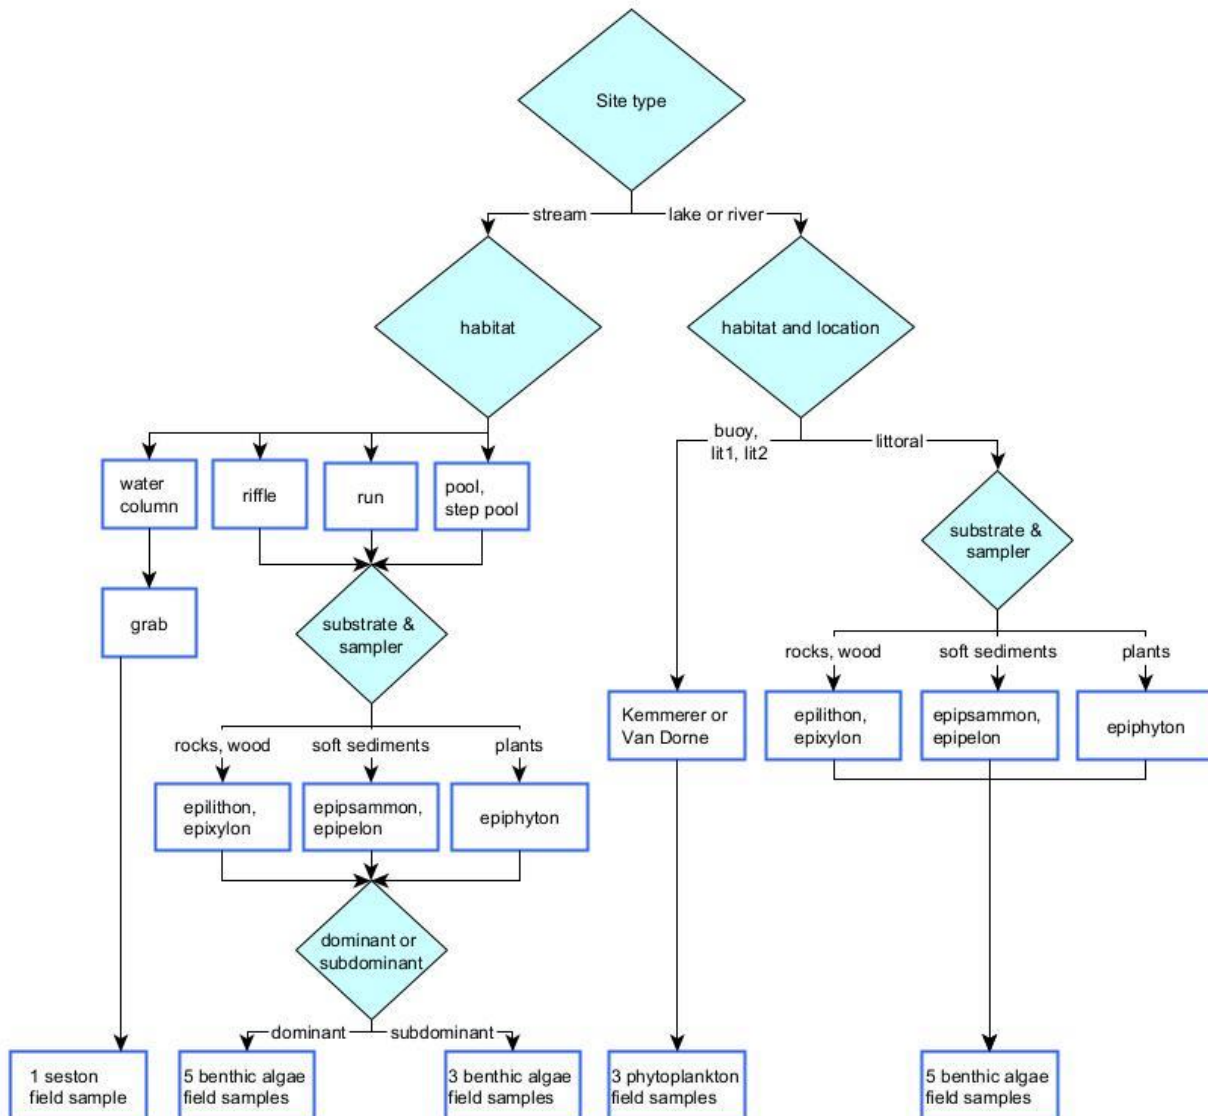 Site type
stream
lake or river
habitat
habitat and location
buoy,
lit1, lit2
littoral
water
column
riffle
run
pool,
step pool
substrate &
sampler
grab
substrate &
sampler
rocks, wood
soft sediments
plants
Kemmerer or
Van Dorne
epilithon,
epixylon
epipsammon,
epipelon
epiphyton
rocks, wood
soft sediments
plants
epilithon,
epixylon
epipsammon,
epipelon
epiphyton
dominant or
subdominant
dominant
subdominant
1 seston
field sample
5 benthic algae
field samples
3 benthic algae
field samples
3 phytoplankton
field samples
5 benthic algae
field samples